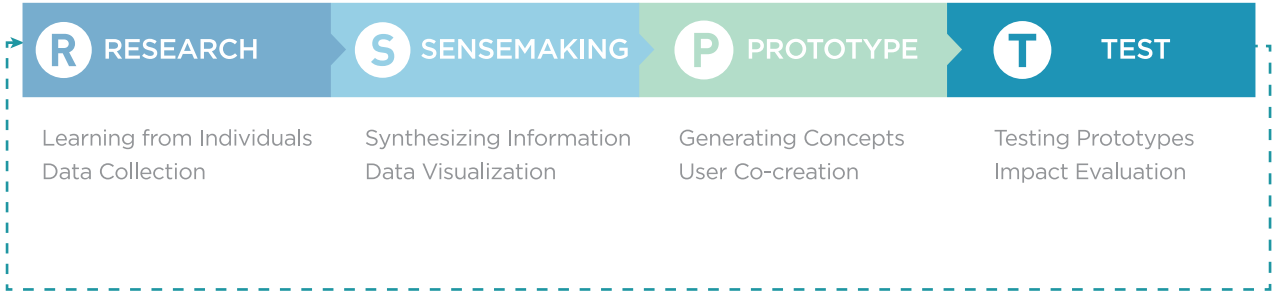 R RESEARCH
S SENSEMAKING
P PROTOTYPE
T TEST
Learning from Individuals
Data Collection
Synthesizing Information
Data Visualization
Generating Concepts
User Co-creation
Testing Prototypes
Impact Evaluation